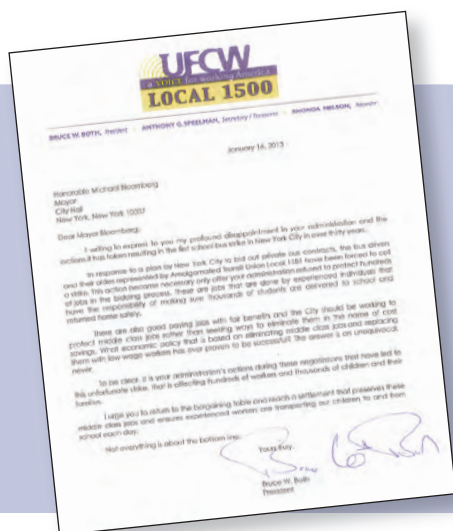 UFCW
a VOICE for working America
LOCAL 1500
BRUCE W. BOTH, President ANTHONY G. SPEELMAN, Secretary / Treasurer RHONDA NELSON, Recorder
January 16, 2013
Honorable Michael Bloomberg
Mayor
City Hall
New York, New York 10007
Dear Mayor Bloomberg:
I writing to express to you my profound disappointment in your administration and the
actions it has taken resulting in the first school bus strike in New York City in over thirty years.
In response to a plan by New York City to bid out private bus contracts, the bus drivers
and their aides represented by Amalgamated Transit Union Local 1181 have been forced to call
a strike. This action became necessary only after your administration refused to protect hundreds
of jobs in the bidding process. These are jobs that are done by experienced individuals that
have the responsibility of making sure thousands of students are delivered to school and
returned home safely.
There are also good paying jobs with fair benefits and the City should be working to
protect middle class jobs rather than seeking ways to eliminate them in the name of cost
savings. What economic policy that is based on eliminating middle class jobs and replacing
them with low wage workers has ever proven to be successful? The answer is an unequivocal,
never.
To be clear, it is your administration's actions during these negotiations that have led to
this unfortunate strike, that is affecting hundreds of workers and thousands of children and their
families.
I urge you to return to the bargaining table and reach a settlement that preserves these
middle class jobs and ensures experienced workers are transporting our children to and from
school each day.
Not everything is about the bottom line.
Yours truly,
Bruce W. Both
Bruce W. Both
President